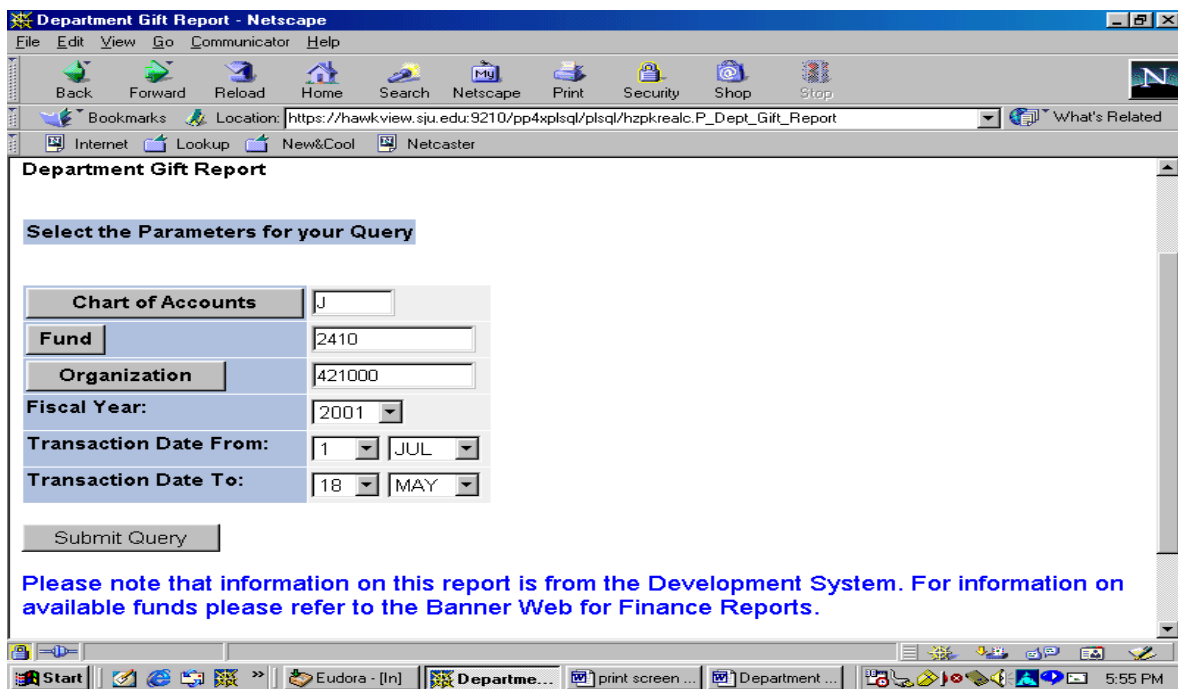 Department Gift Report - Netscape
File Edit View Go Communicator Help
Back Forward Reload Home Search Netscape Print Security Shop Stop
My
N
Bookmarks Location: https://hawkview.sju.edu:9210/pp4xplsql/plsql/hzpkrealc.P_Dept_Gift_Report What's Related
Internet Lookup New&Cool Netcaster
Department Gift Report
Select the Parameters for your Query
Chart of Accounts J
Fund 2410
Organization 421000
Fiscal Year: 2001
Transaction Date From: 1 JUL
Transaction Date To: 18 MAY
Submit Query
Please note that information on this report is from the Development System. For information on
available funds please refer to the Banner Web for Finance Reports.
Start » Eudora - [In] Departme... print screen ... Department ... 5:55 PM